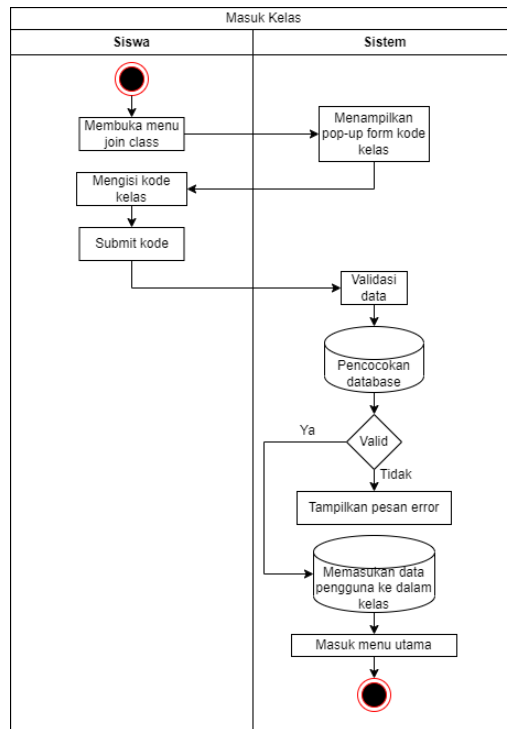 Masuk Kelas
Siswa
Sistem
Membuka menu
join class
Menampilkan
pop-up form kode
kelas
Mengisi kode
kelas
Submit kode
Validasi
data
Pencocokan
database
Ya
Valid
Tidak
Tampilkan pesan error
Memasukan data
pengguna ke dalam
kelas
Masuk menu utama